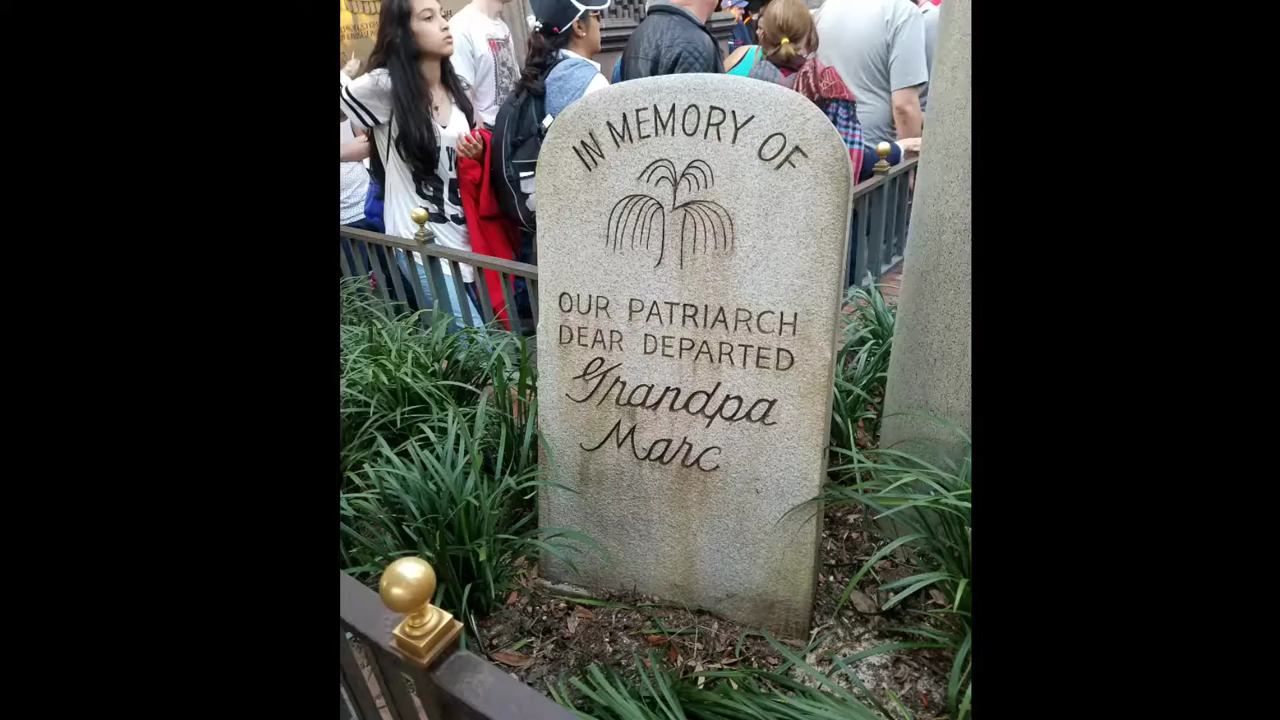 IN MEMORY OF
OUR PATRIARCH
DEAR DEPARTED
Grandpa
Marc